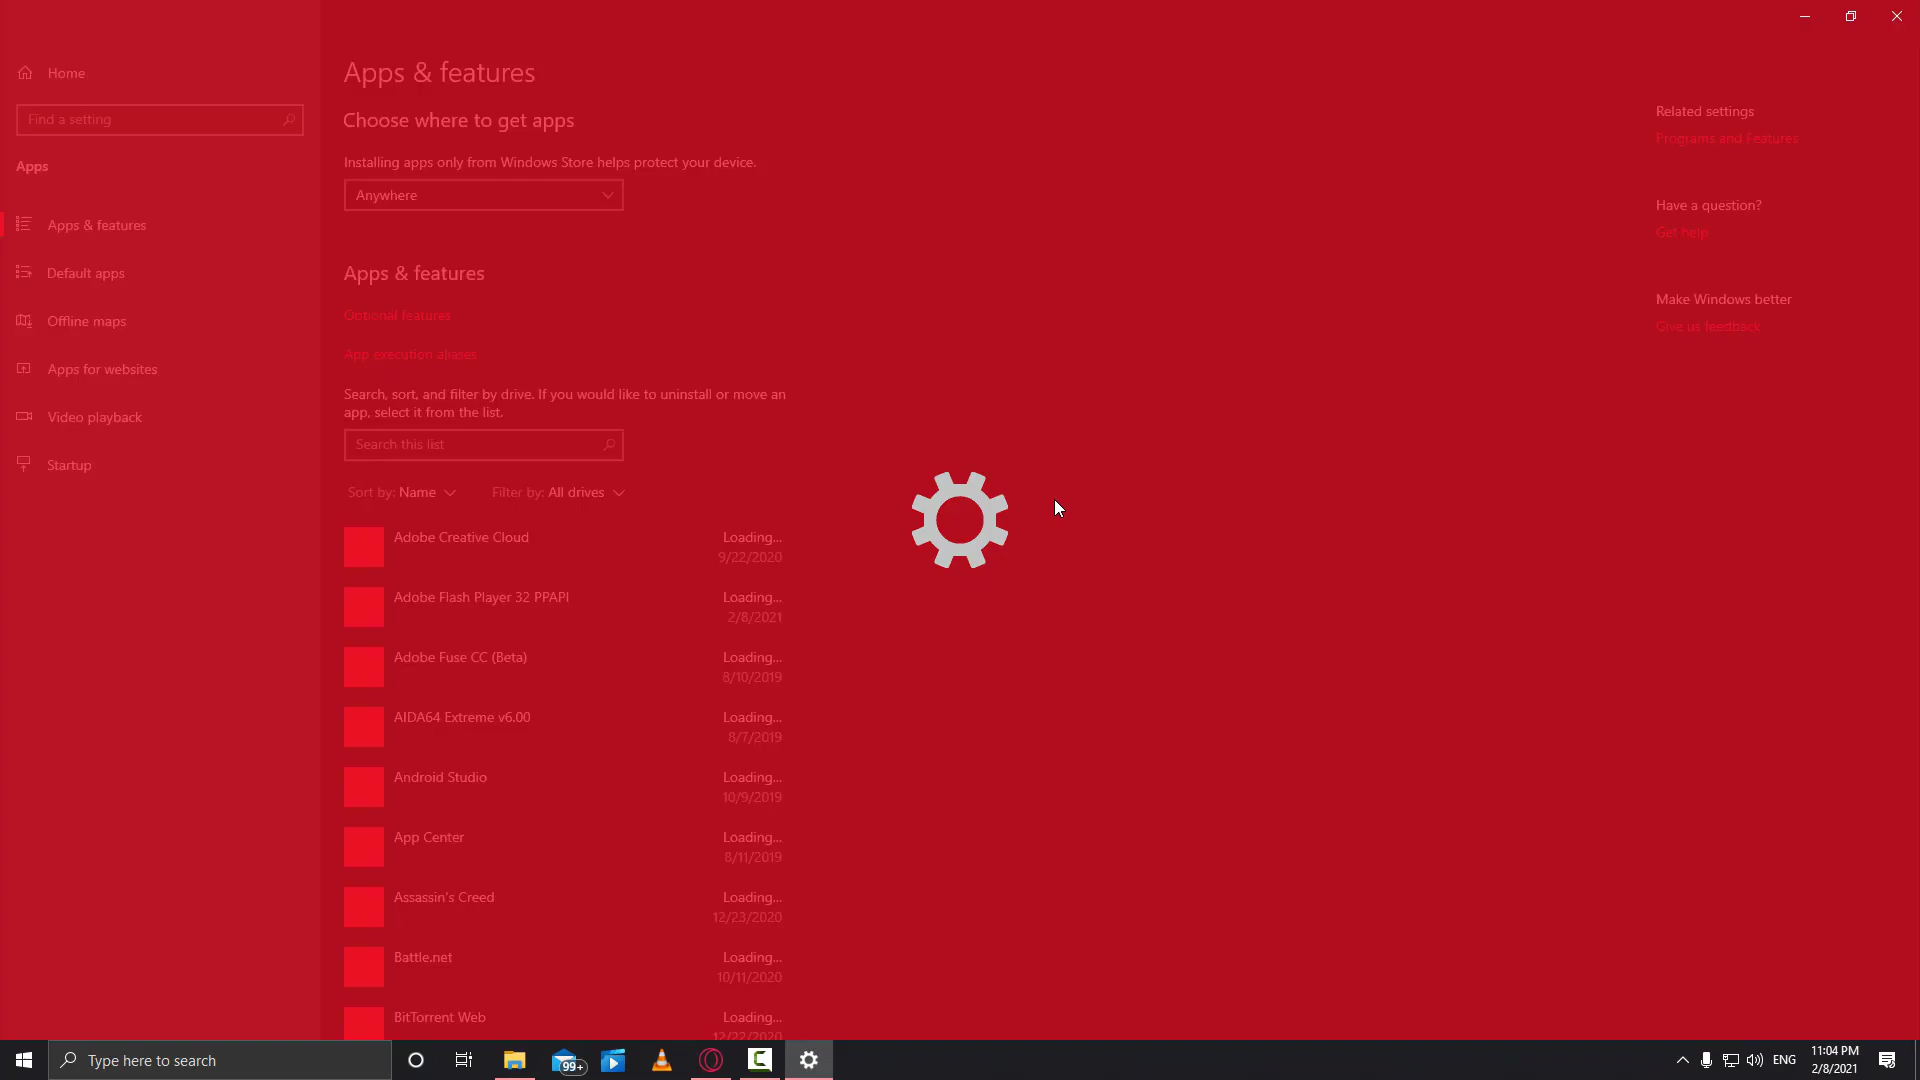 Home
Find a setting
Apps
Apps & features
Default apps
Offline maps
Apps for websites
Video playback
Startup
Apps & features
Choose where to get apps
Installing apps only from Windows Store helps protect your device.
Anywhere
Apps & features
Optional features
App execution aliases
Search, sort, and filter by drive. If you would like to uninstall or move an
app, select it from the list.
Search this list
Sort by: Name
Filter by: All drives
Adobe Creative Cloud
Loading...
9/22/2020
Adobe Flash Player 32 PPAPI
Loading...
2/8/2021
Adobe Fuse CC (Beta)
Loading...
8/10/2019
AIDA64 Extreme v6.00
Loading...
8/7/2019
Android Studio
Loading...
10/9/2019
App Center
Loading...
8/11/2019
Assassin's Creed
Loading...
12/23/2020
Battle.net
Loading...
10/11/2020
BitTorrent Web
Loading...
12/22/2020
Related settings
Programs and Features
Have a question?
Get help
Make Windows better
Give us feedback
Type here to search
99+
ENG
11:04 PM
2/8/2021